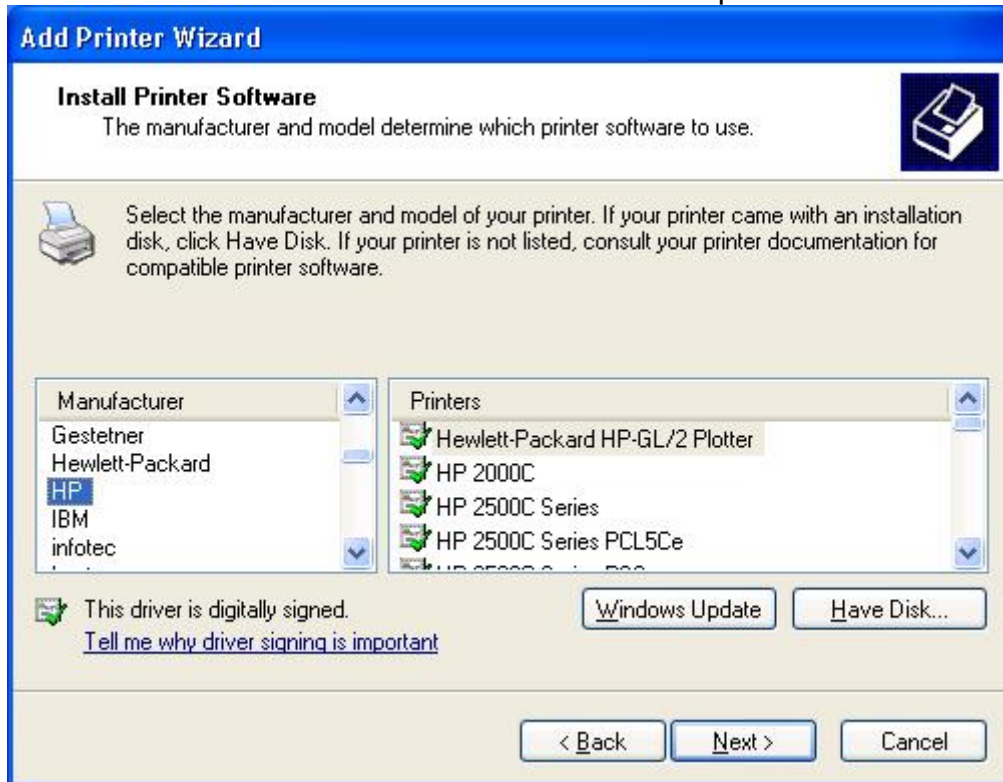 Add Printer Wizard
Install Printer Software
The manufacturer and model determine which printer software to use.
Select the manufacturer and model of your printer. If your printer came with an installation
disk, click Have Disk. If your printer is not listed, consult your printer documentation for
compatible printer software.
Manufacturer
Gestetner
Hewlett-Packard
HP
IBM
infotec
Printers
Hewlett-Packard HP-GL/2 Plotter
HP 2000C
HP 2500C Series
HP 2500C Series PCL5Ce
This driver is digitally signed.
Tell me why driver signing is important
Windows Update
Have Disk...
< Back
Next >
Cancel